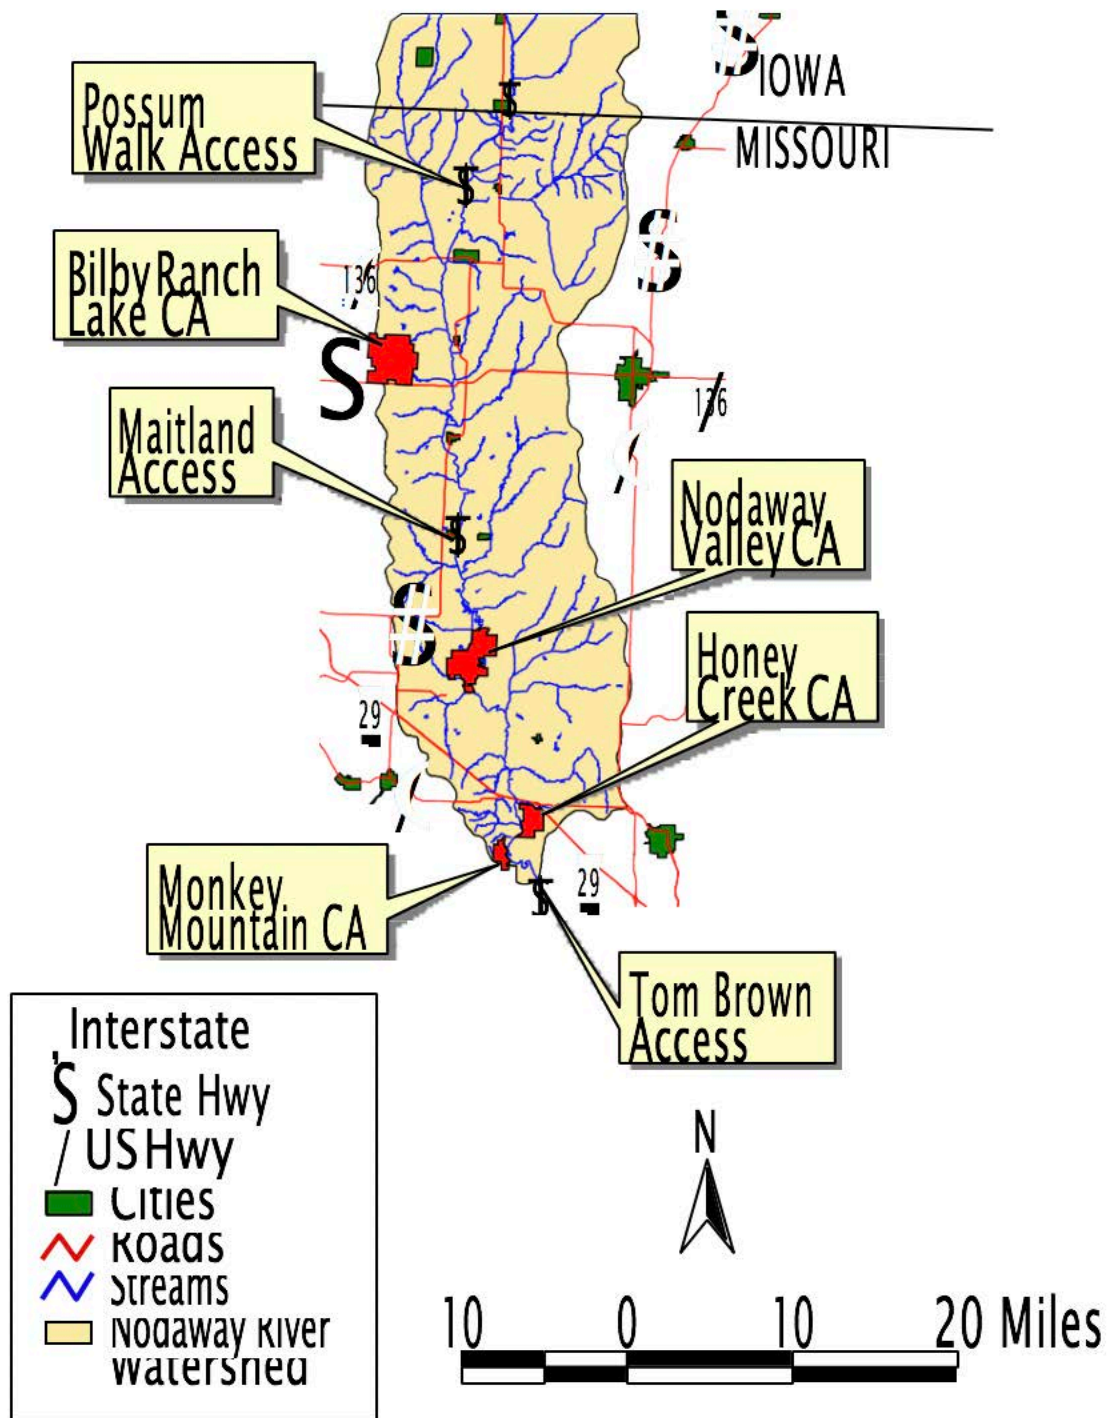 IOWA
MISSOURI
Possum
Walk Access
Bilby Ranch
Lake CA
136
S
136
Maitland
Access
Nodaway
Valley CA
Honey
Creek CA
29
29
Monkey
Mountain CA
Tom Brown
Access
Interstate
S State Hwy
/ US Hwy
Cities
Roads
Streams
Nodaway River
Watershed
N
10 0 10 20 Miles